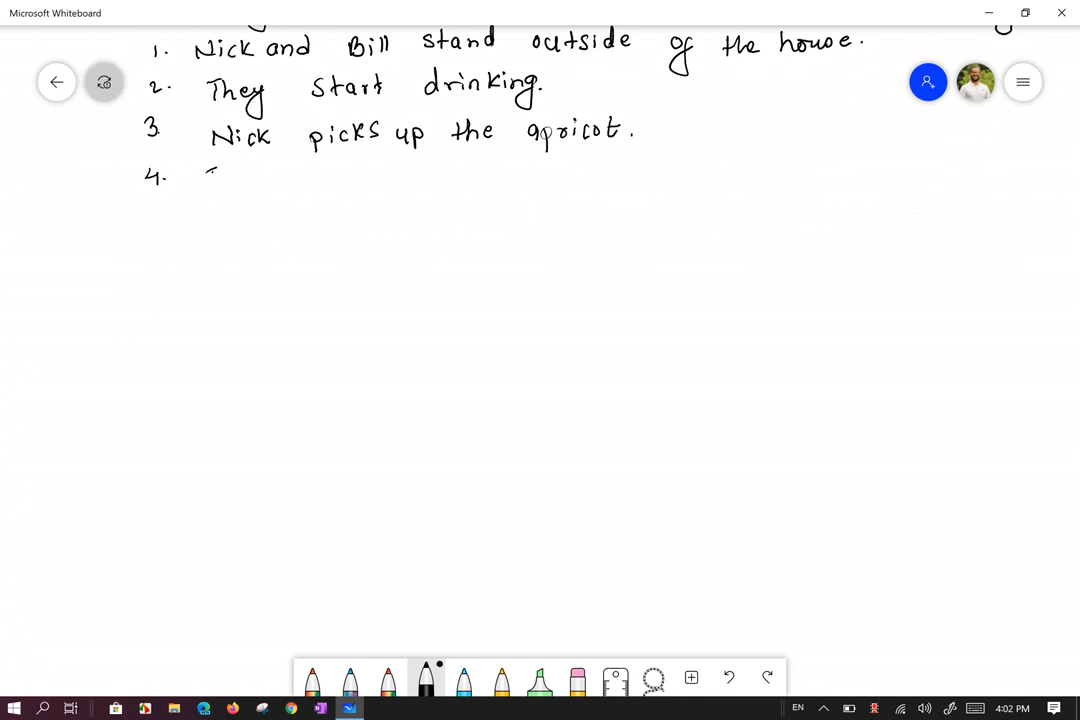 Microsoft Whiteboard
1. Nick and Bill stand outside of the house.
2. They start drinking.
3 Nick picks up the apricot.
4.
EN
4:02 PM